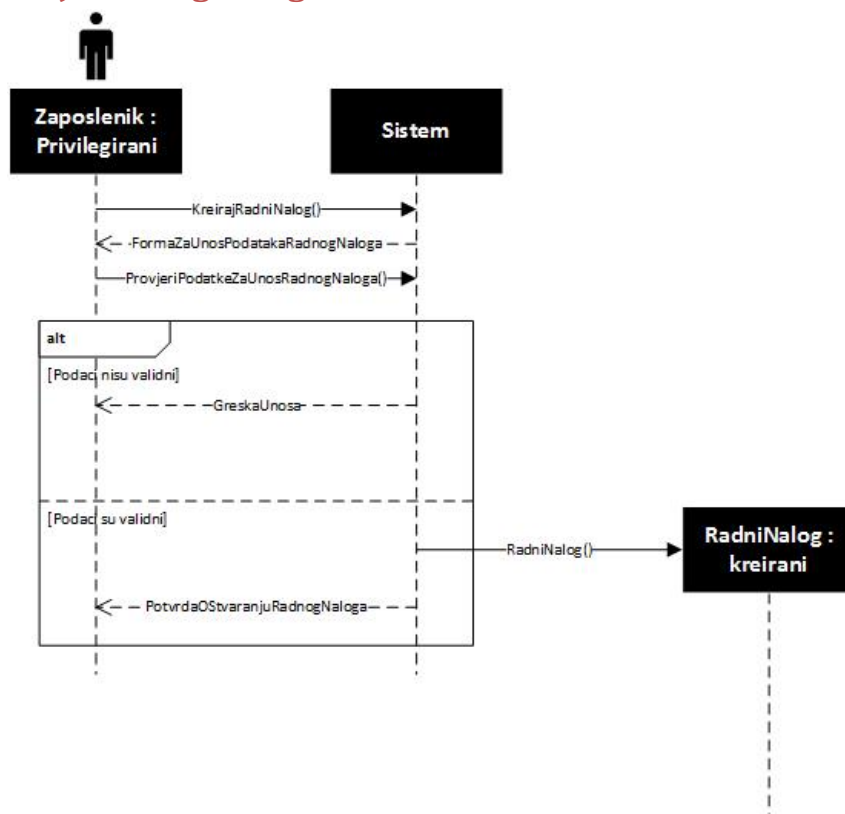 Zaposlenik :
Privilegirani
Sistem
KreirajRadniNalog()
FormaZaUnosPodatakaRadnogNaloga
ProvjeriPodatkeZaUnosRadnogNaloga()
alt
[Podaci nisu validni]
GreskaUnosa
[Podaci su validni]
RadniNalog()
RadniNalog :
kreirani
PotvrdaOStvaranjuRadnogNaloga